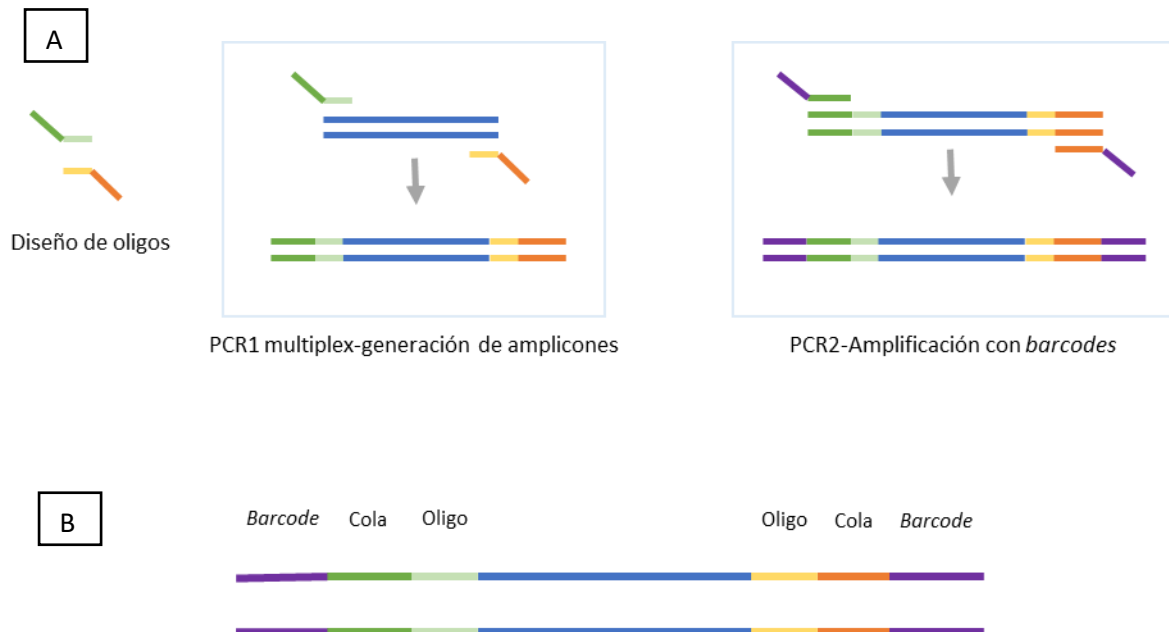 A
Diseño de oligos
PCR1 multiplex-generación de amplicones
PCR2-Amplificación con barcodes
B
Barcode Cola Oligo Oligo Cola Barcode